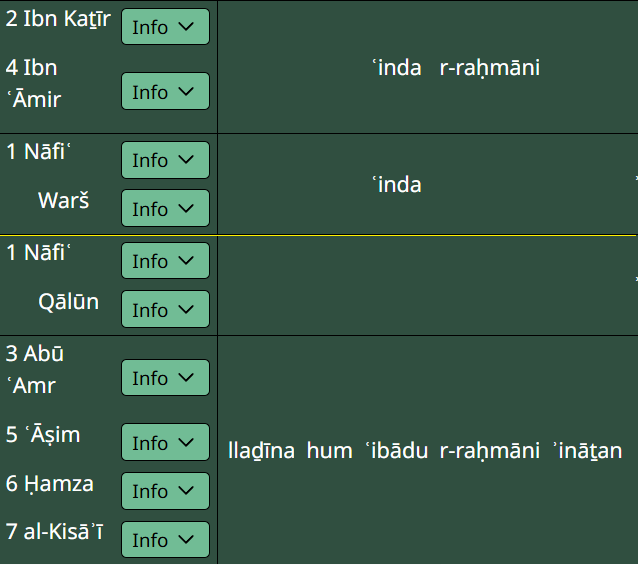 2 Ibn Kaṯīr Info
4 Ibn ʿĀmir Info
ʿinda r-raḥmāni
1 Nāfiʿ Info
Warš Info
ʿinda
1 Nāfiʿ Info
Qālūn Info
3 Abū ʿAmr Info
5 ʿĀṣim Info
6 Ḥamza Info
7 al-Kisāʾī Info
llaḏīna hum ʿibādu r-raḥmāni ʾināṯan